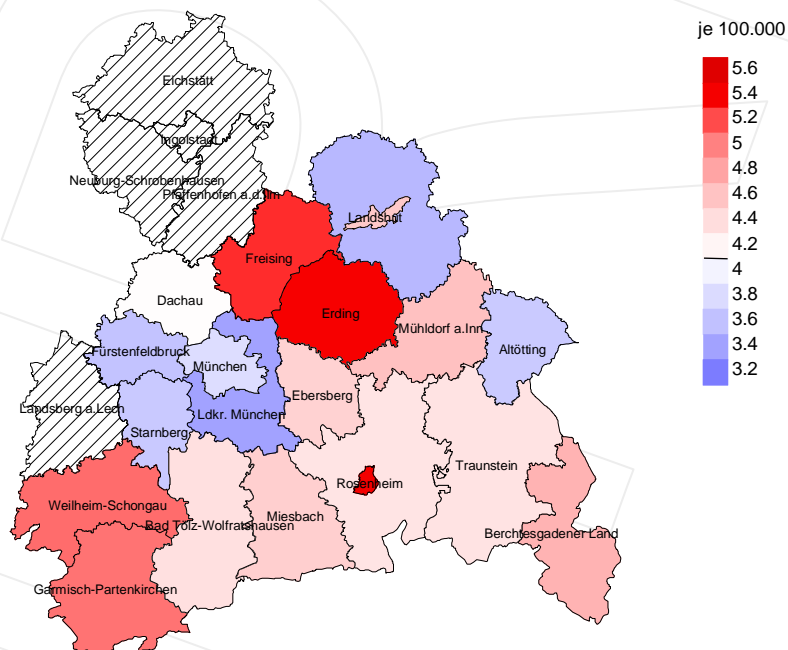 je 100.000
5.6
5.4
5.2
5
4.8
4.6
4.4
4.2
4
3.8
3.6
3.4
3.2
Eichstätt
Ingolstadt
Neuburg-Schrobenhausen
Pfaffenhofen a.d.Ilm
Landshut
Freising
Dachau
Erding
Mühldorf a.Inn
Altötting
Fürstenfeldbruck
München
Ebersberg
Landsberg a.Lech
Ldkr. München
Starnberg
Traunstein
Rosenheim
Weilheim-Schongau
Miesbach
Bad Tölz-Wolfratshausen
Berchtesgadener Land
Garmisch-Partenkirchen